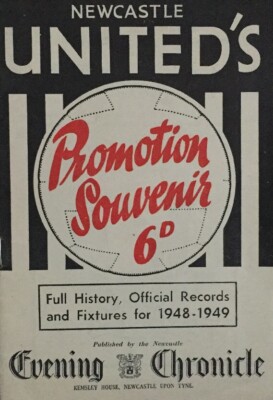 NEWCASTLE
UNITED'S
Promotion
Souvenir
6D
Full History, Official Records
and Fixtures for 1948-1949
Published by the Newcastle
Evening Chronicle
KEMSLEY HOUSE, NEWCASTLE UPON TYNE.